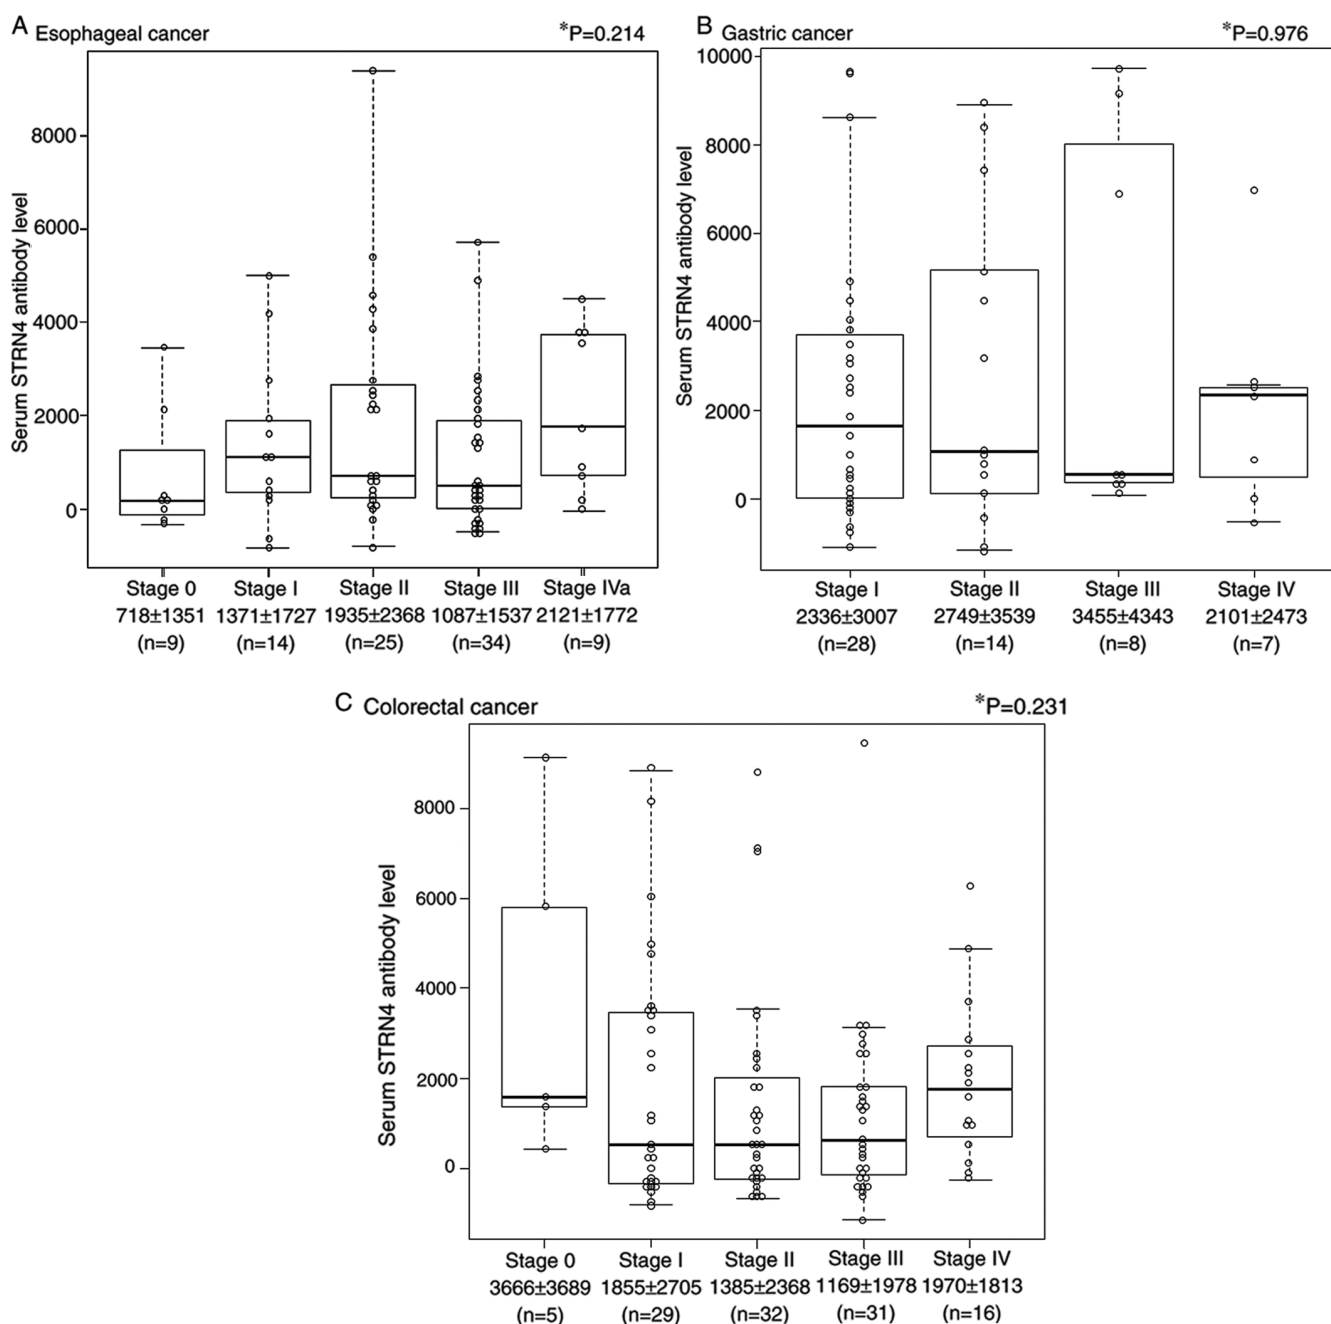 A Esophageal cancer *P=0.214
Serum STRN4 antibody level
8000
6000
4000
2000
0
Stage 0 Stage I Stage II Stage III Stage IVa
718±1351 1371±1727 1935±2368 1087±1537 2121±1772
(n=9) (n=14) (n=25) (n=34) (n=9)
B Gastric cancer *P=0.976
Serum STRN4 antibody level
10000
8000
6000
4000
2000
0
Stage I Stage II Stage III Stage IV
2336±3007 2749±3539 3455±4343 2101±2473
(n=28) (n=14) (n=8) (n=7)
C Colorectal cancer *P=0.231
Serum STRN4 antibody level
8000
6000
4000
2000
0
Stage 0 Stage I Stage II Stage III Stage IV
3666±3689 1855±2705 1385±2368 1169±1978 1970±1813
(n=5) (n=29) (n=32) (n=31) (n=16)